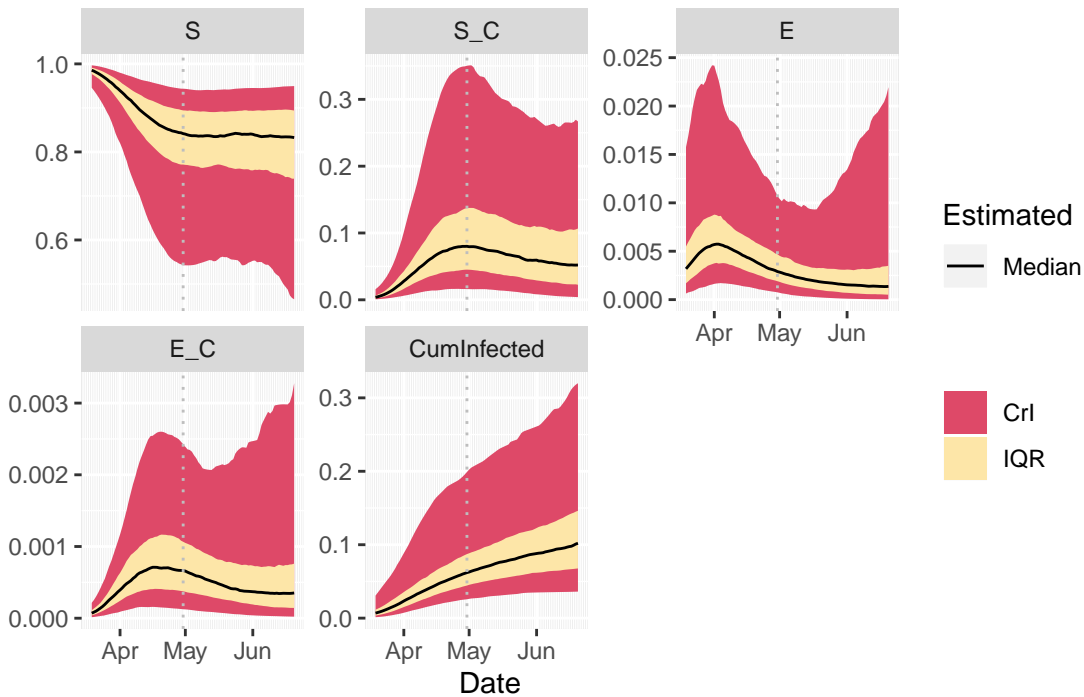 S
S_C
E
1.0
0.8
0.6
0.3
0.2
0.1
0.0
0.025
0.020
0.015
0.010
0.005
0.000
Apr May Jun
E_C
CumInfected
0.003
0.002
0.001
0.000
0.3
0.2
0.1
0.0
Apr May Jun
Apr May Jun
Date
Estimated
Median
CrI
IQR